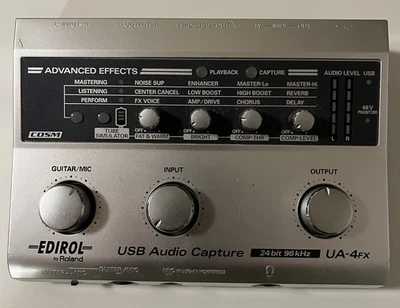 ADVANCED EFFECTS PLAYBACK CAPTURE AUDIO LEVEL USB
MASTERING NOISE SUP ENHANCER MASTER-Lo MASTER-Hi
LISTENING CENTER CANCEL LOW BOOST HIGH BOOST REVERB
PERFORM FX VOICE AMP/DRIVE CHORUS DELAY
48V
PHANTOM
COSM
TUBE
SIMULATOR
OFF OFF OFF OFF
FAT & WARM BRIGHT COMP-THR COMP-LEVEL
L R
GUITAR/MIC INPUT OUTPUT
EDIROL
by Roland
USB Audio Capture 24bit 96kHz UA-4FX